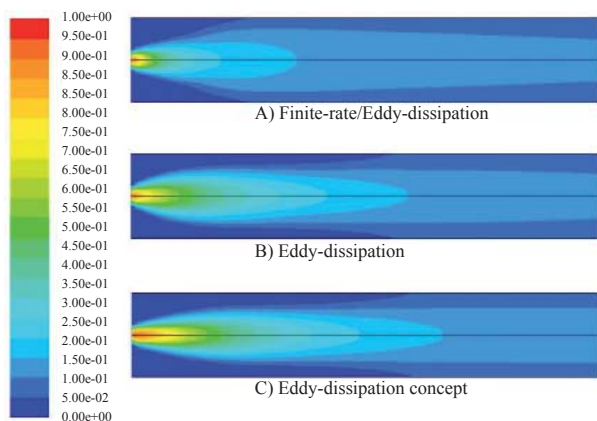 1.00e+00
9.50e-01
9.00e-01
8.50e-01
8.00e-01
7.50e-01
7.00e-01
6.50e-01
6.00e-01
5.50e-01
5.00e-01
4.50e-01
4.00e-01
3.50e-01
3.00e-01
2.50e-01
2.00e-01
1.50e-01
1.00e-01
5.00e-02
0.00e+00
A) Finite-rate/Eddy-dissipation
B) Eddy-dissipation
C) Eddy-dissipation concept